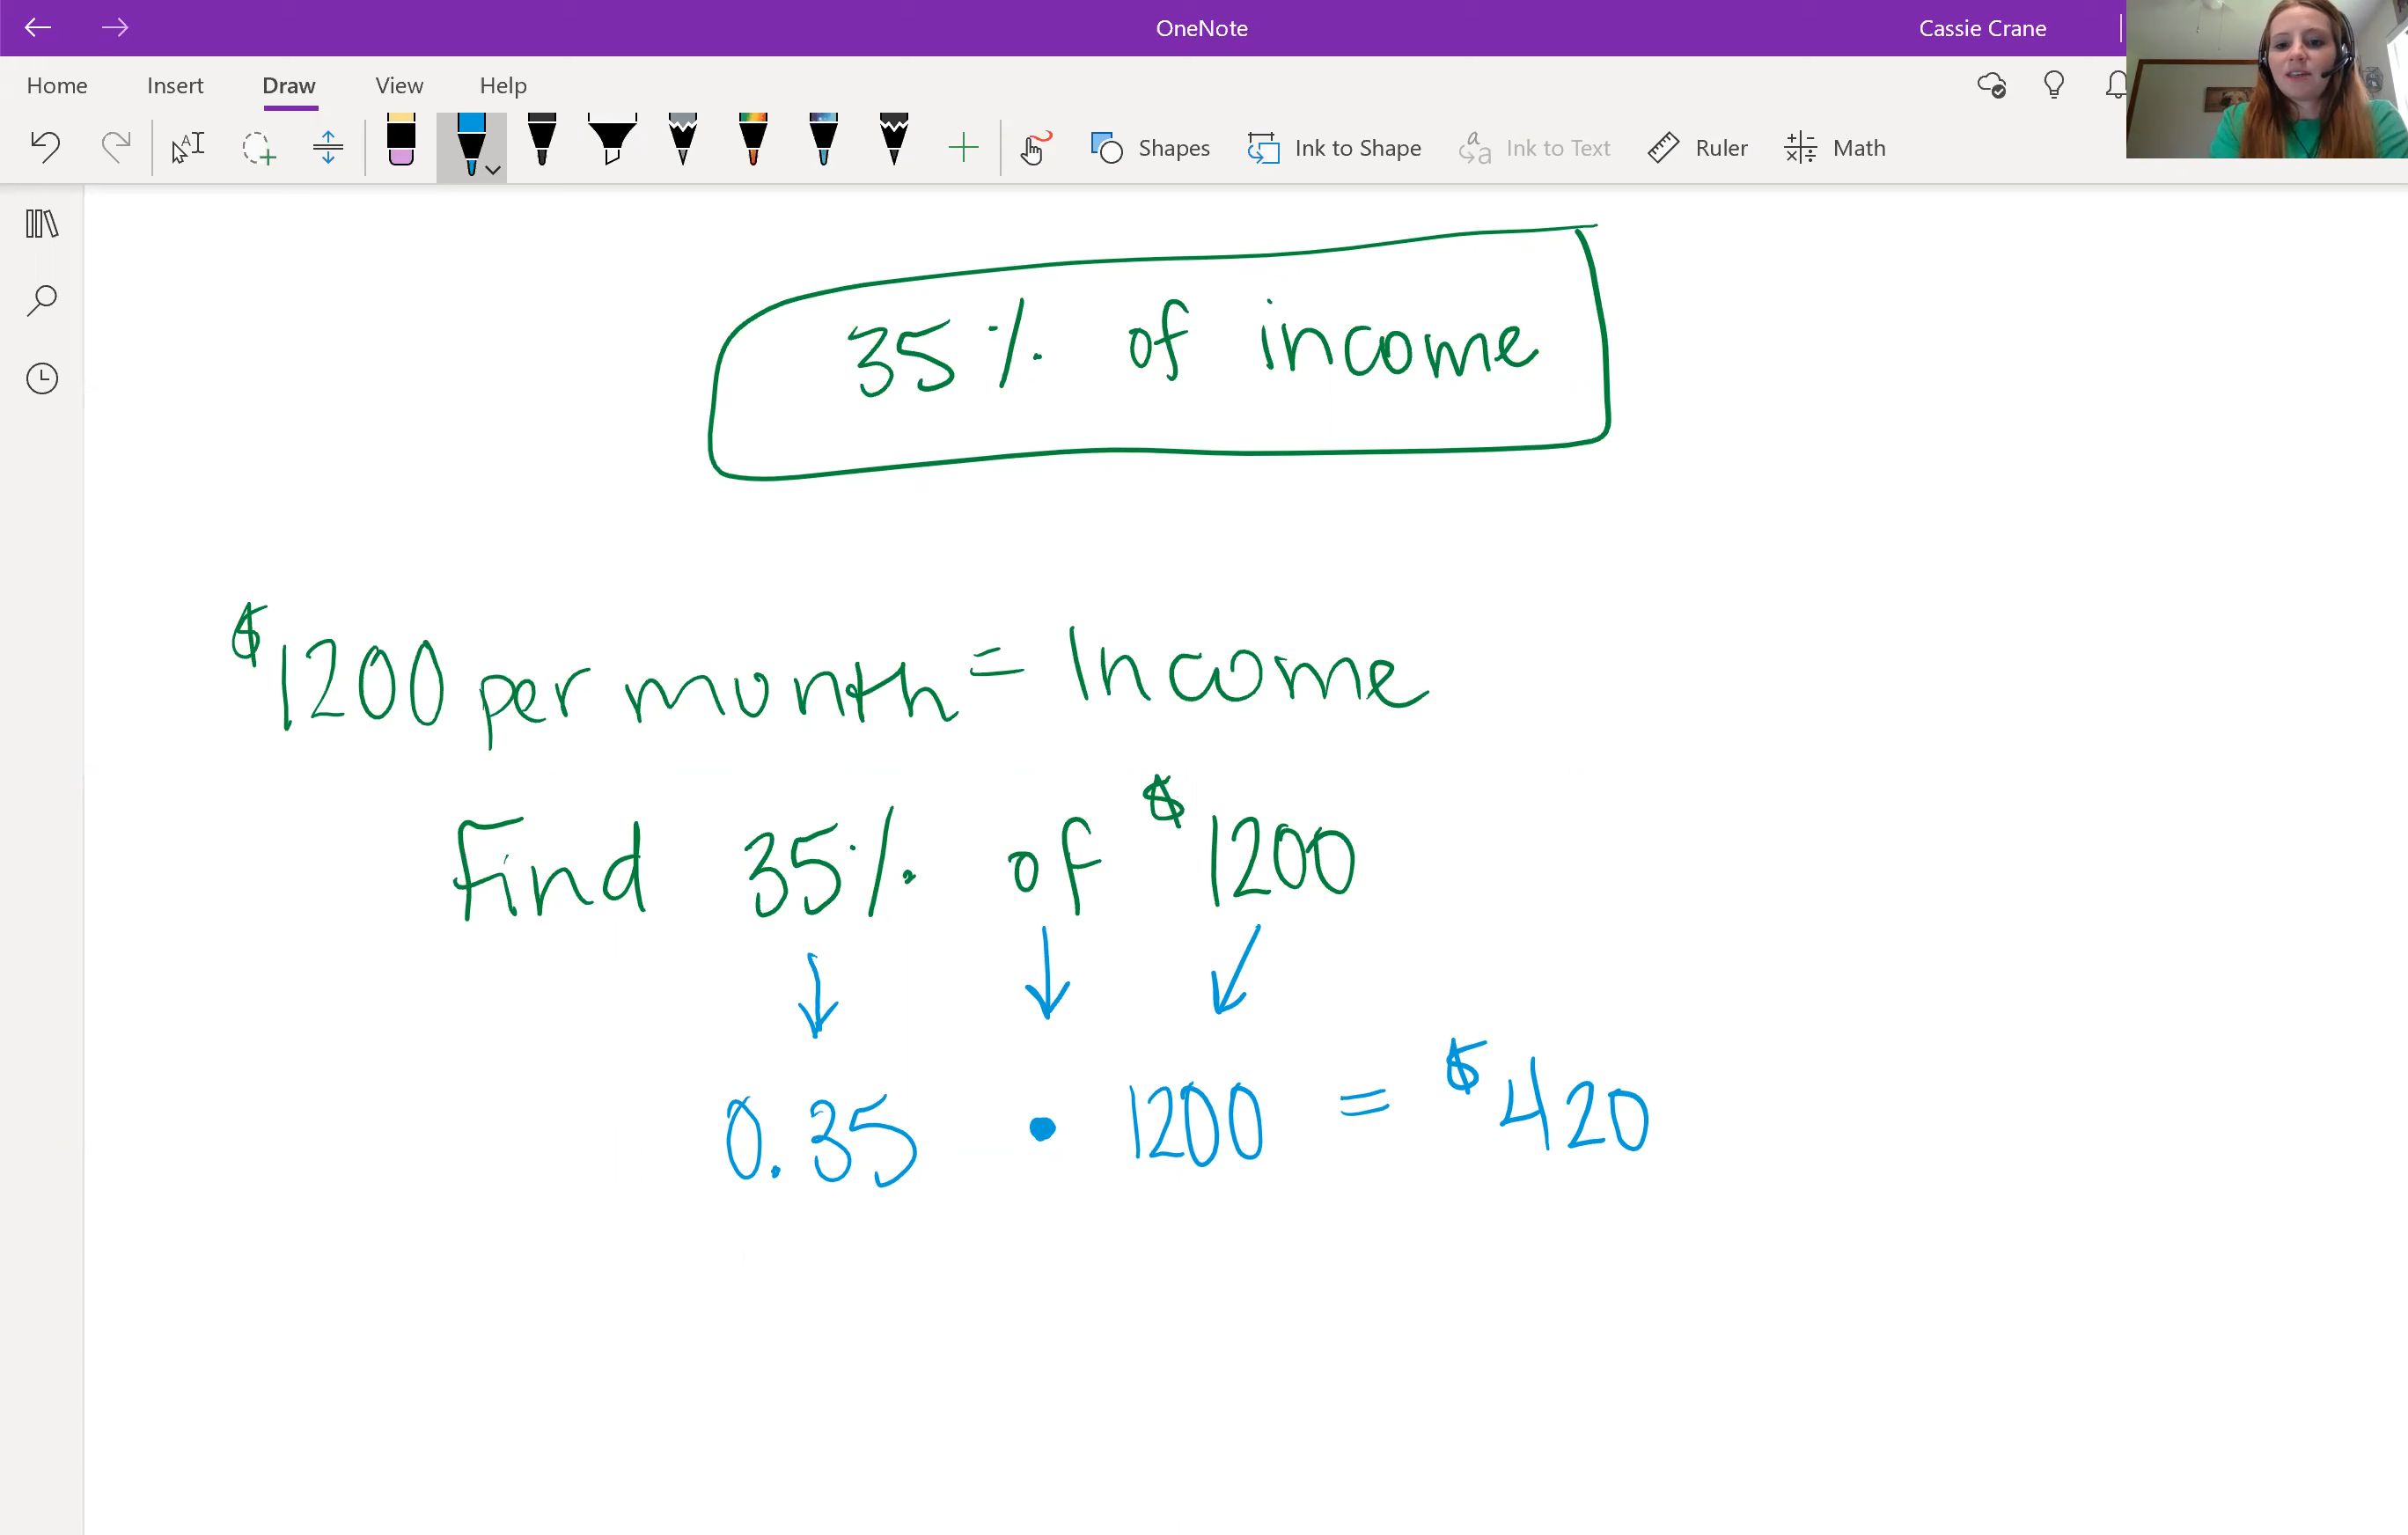 OneNote
Cassie Crane
Home Insert Draw View Help
Shapes Ink to Shape Ink to Text Ruler Math
35% of income
$1200 per month = Income
Find 35% of $1200
0.35 • 1200 = $420